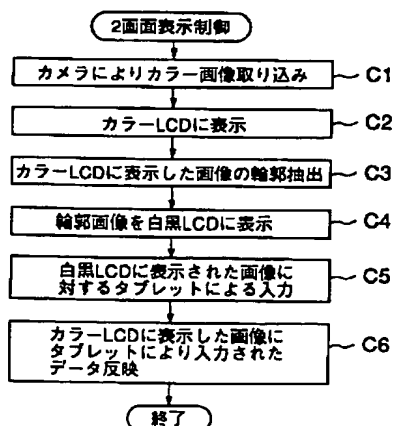 2画面表示制御
カメラによりカラー画像取り込み C1
カラーLCDに表示 C2
カラーLCDに表示した画像の輪郭抽出 C3
輪郭画像を白黒LCDに表示 C4
白黒LCDに表示された画像に
対するタブレットによる入力 C5
カラーLCDに表示した画像に
タブレットにより入力された C6
データ反映
終了